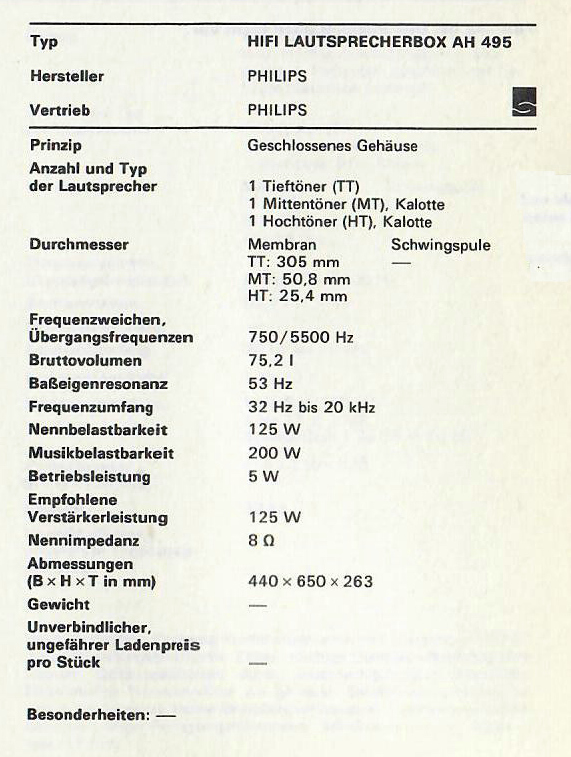 Typ HIFI LAUTSPRECHERBOX AH 495
Hersteller PHILIPS
Vertrieb PHILIPS
Prinzip Geschlossenes Gehäuse
Anzahl und Typ
der Lautsprecher 1 Tieftöner (TT)
1 Mittentöner (MT), Kalotte
1 Hochtöner (HT), Kalotte
Durchmesser Membran Schwingspule
TT: 305 mm —
MT: 50,8 mm
HT: 25,4 mm
Frequenzweichen,
Übergangsfrequenzen 750/5500 Hz
Bruttovolumen 75,2 l
Baßeigenresonanz 53 Hz
Frequenzumfang 32 Hz bis 20 kHz
Nennbelastbarkeit 125 W
Musikbelastbarkeit 200 W
Betriebsleistung 5 W
Empfohlene
Verstärkerleistung 125 W
Nennimpedanz 8 Ω
Abmessungen
(B × H × T in mm) 440 × 650 × 263
Gewicht —
Unverbindlicher,
ungefährer Ladenpreis
pro Stück —
Besonderheiten: —